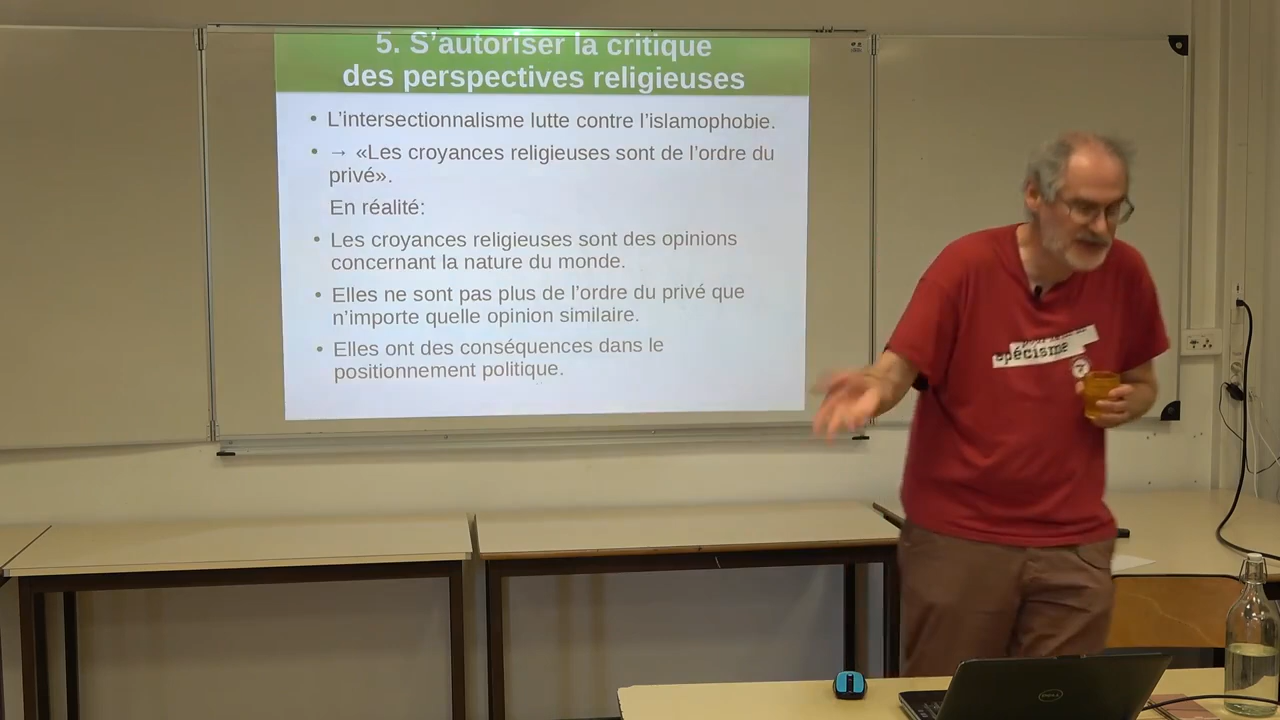 5. S’autoriser la critique
des perspectives religieuses
• L’intersectionnalisme lutte contre l’islamophobie.
• → «Les croyances religieuses sont de l’ordre du
privé».
En réalité:
• Les croyances religieuses sont des opinions
concernant la nature du monde.
• Elles ne sont pas plus de l’ordre du privé que
n’importe quelle opinion similaire.
• Elles ont des conséquences dans le
positionnement politique.
spécisme
DELL